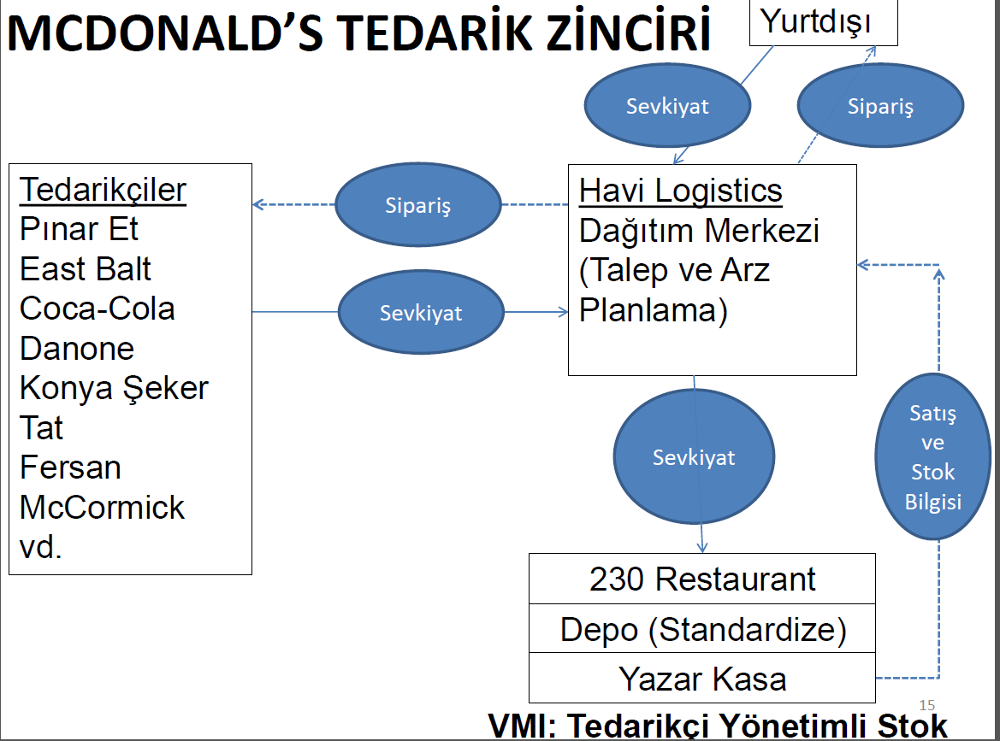 MCDONALD'S TEDARİK ZİNCİRİ
Yurtdışı
Sevkiyat
Sipariş
Tedarikçiler
Pınar Et
East Balt
Coca-Cola
Danone
Konya Şeker
Tat
Fersan
McCormick
vd.
Sipariş
Sevkiyat
Havi Logistics
Dağıtım Merkezi
(Talep ve Arz
Planlama)
Sevkiyat
Satış
ve
Stok
Bilgisi
230 Restaurant
Depo (Standardize)
Yazar Kasa
15
VMI: Tedarikçi Yönetimli Stok